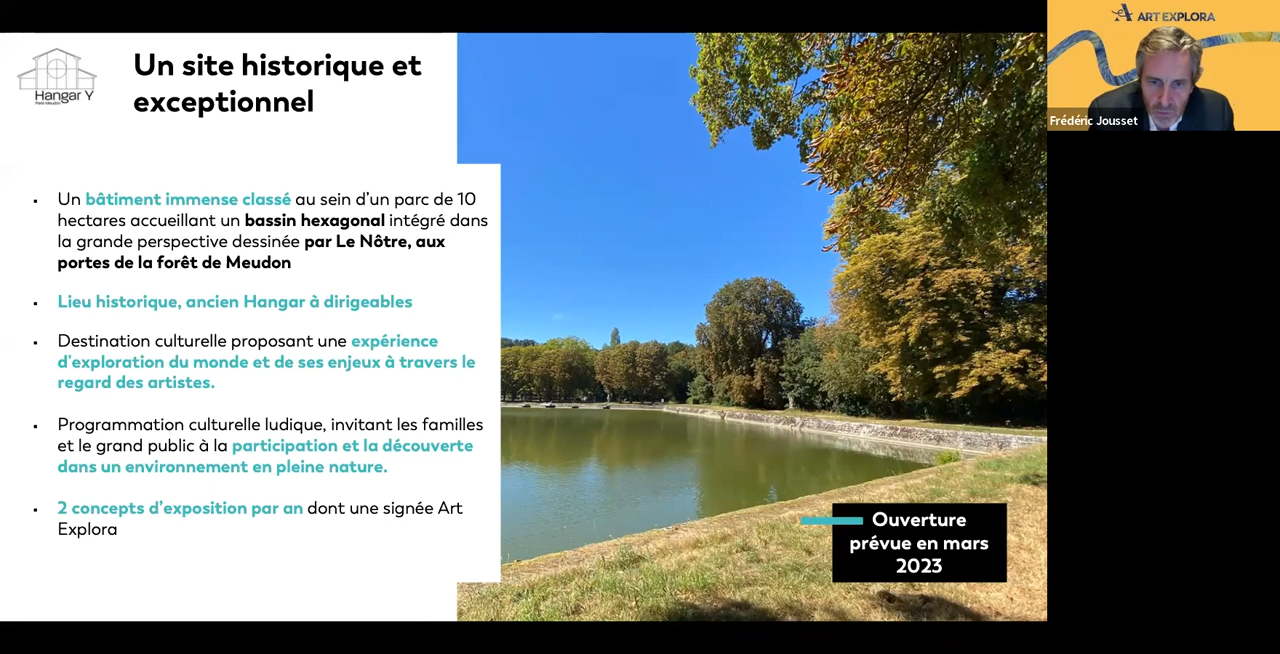 Hangar Y
Paris Meudon
Un site historique et
exceptionnel
Un bâtiment immense classé au sein d'un parc de 10
hectares accueillant un bassin hexagonal intégré dans
la grande perspective dessinée par Le Nôtre, aux
portes de la forêt de Meudon
Lieu historique, ancien Hangar à dirigeables
Destination culturelle proposant une expérience
d'exploration du monde et de ses enjeux à travers le
regard des artistes.
Programmation culturelle ludique, invitant les familles
et le grand public à la participation et la découverte
dans un environnement en pleine nature.
2 concepts d'exposition par an dont une signée Art
Explora
Ouverture
prévue en mars
2023
ART EXPLORA
Frédéric Jousset